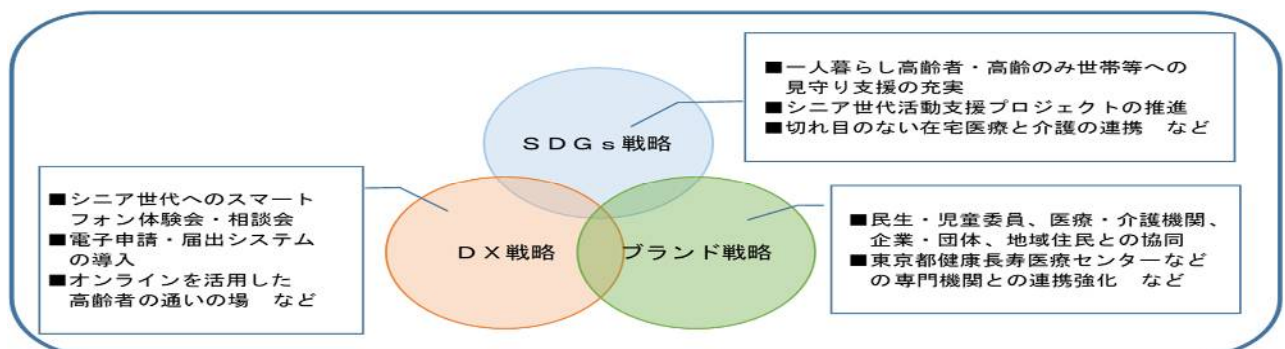 ■一人暮らし高齢者・高齢のみ世帯等への
見守り支援の充実
■シニア世代活動支援プロジェクトの推進
■切れ目のない在宅医療と介護の連携　など
ＳＤＧｓ戦略
■シニア世代へのスマート
フォン体験会・相談会
■電子申請・届出システム
の導入
■オンラインを活用した
高齢者の通いの場　など
ＤＸ戦略
ブランド戦略
■民生・児童委員、医療・介護機関、
企業・団体、地域住民との協同
■東京都健康長寿医療センターなど
の専門機関との連携強化　など